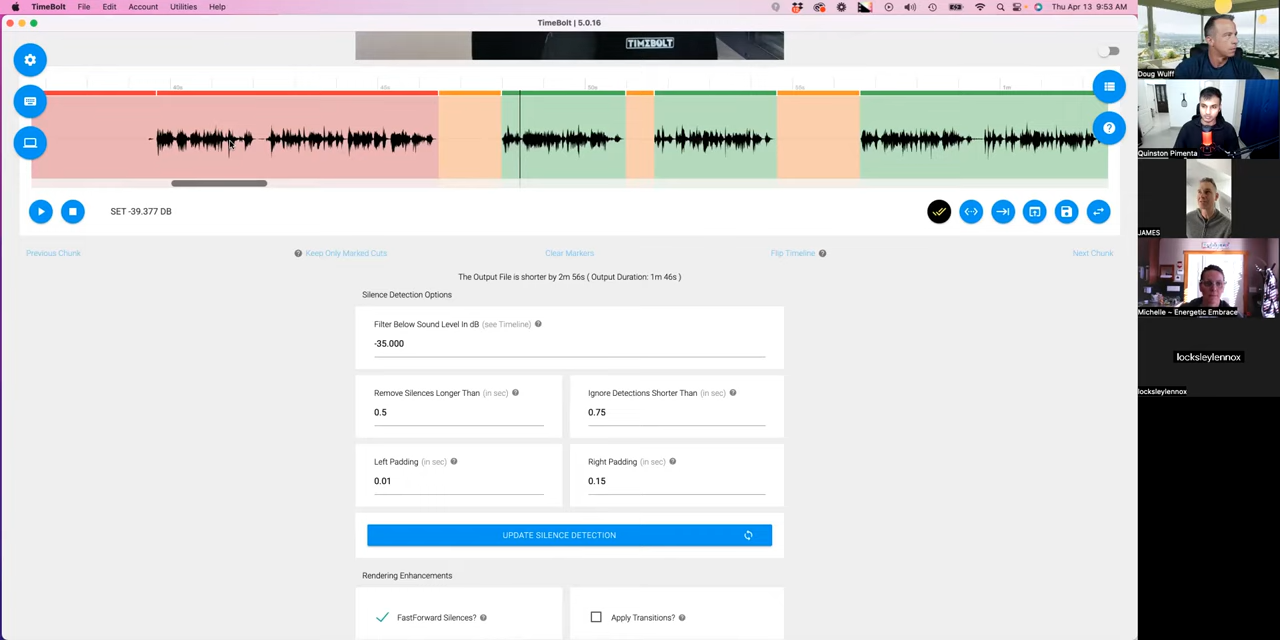 TimeBolt File Edit Account Utilities Help Thu Apr 13 9:53 AM
TimeBolt | 5.0.16
TIMEBOLT
50s
1m
SET -39.377 DB
Previous Chunk Keep Only Marked Cuts Clear Markers Flip Timeline Next Chunk
The Output File is shorter by 2m 56s ( Output Duration: 1m 46s )
Silence Detection Options
Filter Below Sound Level In dB (see Timeline)
-35.000
Remove Silences Longer Than (in sec) Ignore Detections Shorter Than (in sec)
0.5 0.75
Left Padding (in sec) Right Padding (in sec)
0.01 0.15
UPDATE SILENCE DETECTION
Rendering Enhancements
FastForward Silences? Apply Transitions?
Doug Wulff
Quinston Pimenta
JAMES
Michelle ~ Energetic Embrace
locksleylennox
locksleylennox